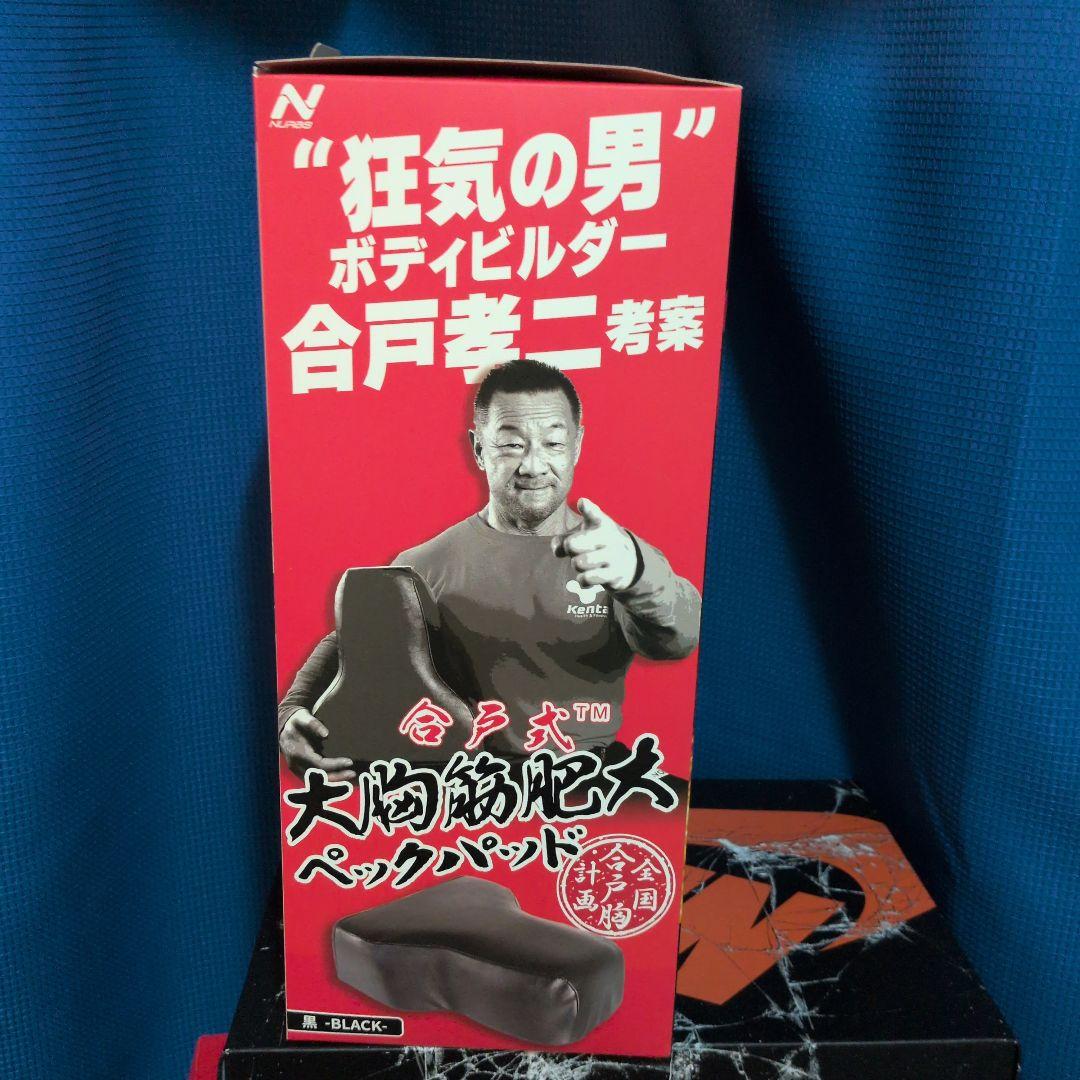 NURBS
“狂気の男”
ボディビルダー
合戸孝二考案
Kenta
Health & Fitness
合戸式™
大胸筋肥大
ペックパッド
全国
合戸胸
計画
黒 -BLACK-